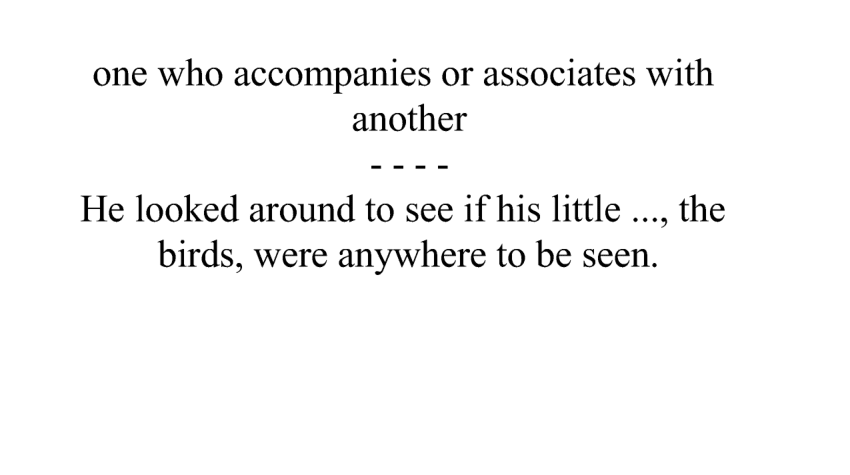 one who accompanies or associates with
another
- - - -
He looked around to see if his little ..., the
birds, were anywhere to be seen.